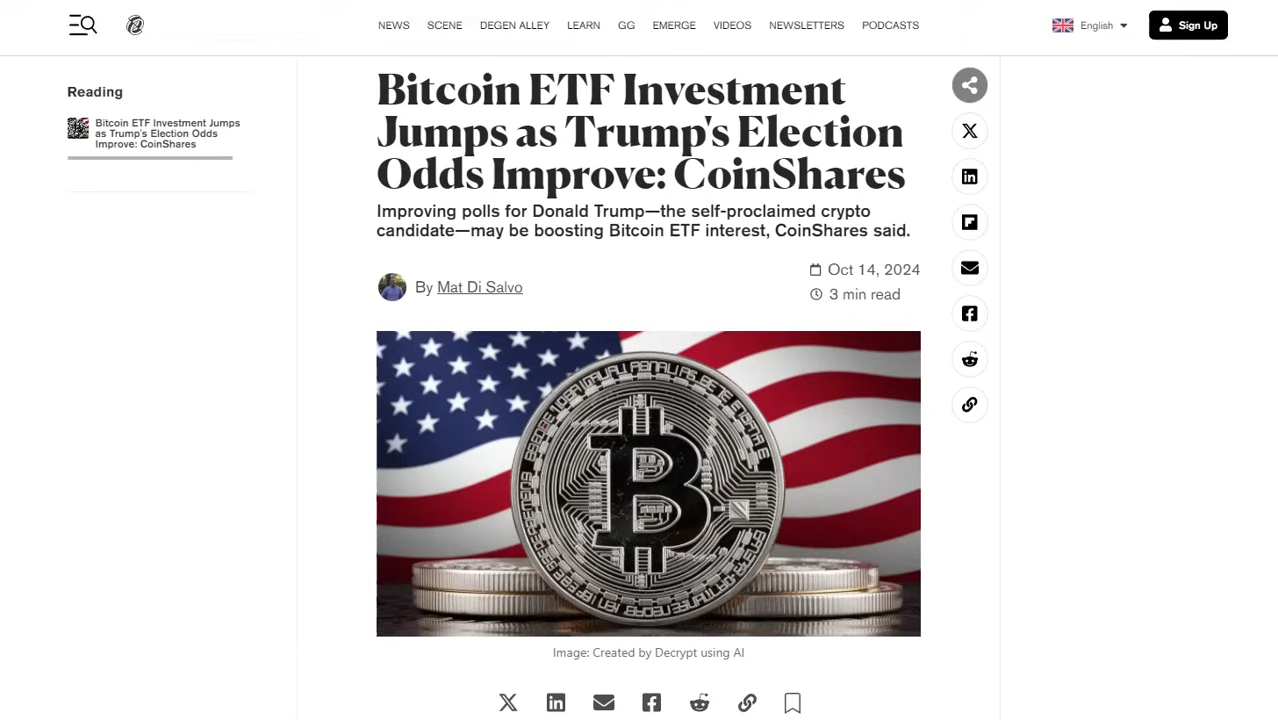 NEWS SCENE DEGEN ALLEY LEARN GG EMERGE VIDEOS NEWSLETTERS PODCASTS English Sign Up
Reading
Bitcoin ETF Investment Jumps
as Trump's Election Odds
Improve: CoinShares
Bitcoin ETF Investment
Jumps as Trump's Election
Odds Improve: CoinShares
Improving polls for Donald Trump—the self-proclaimed crypto
candidate—may be boosting Bitcoin ETF interest, CoinShares said.
By Mat Di Salvo
Oct 14, 2024
3 min read
Image: Created by Decrypt using AI